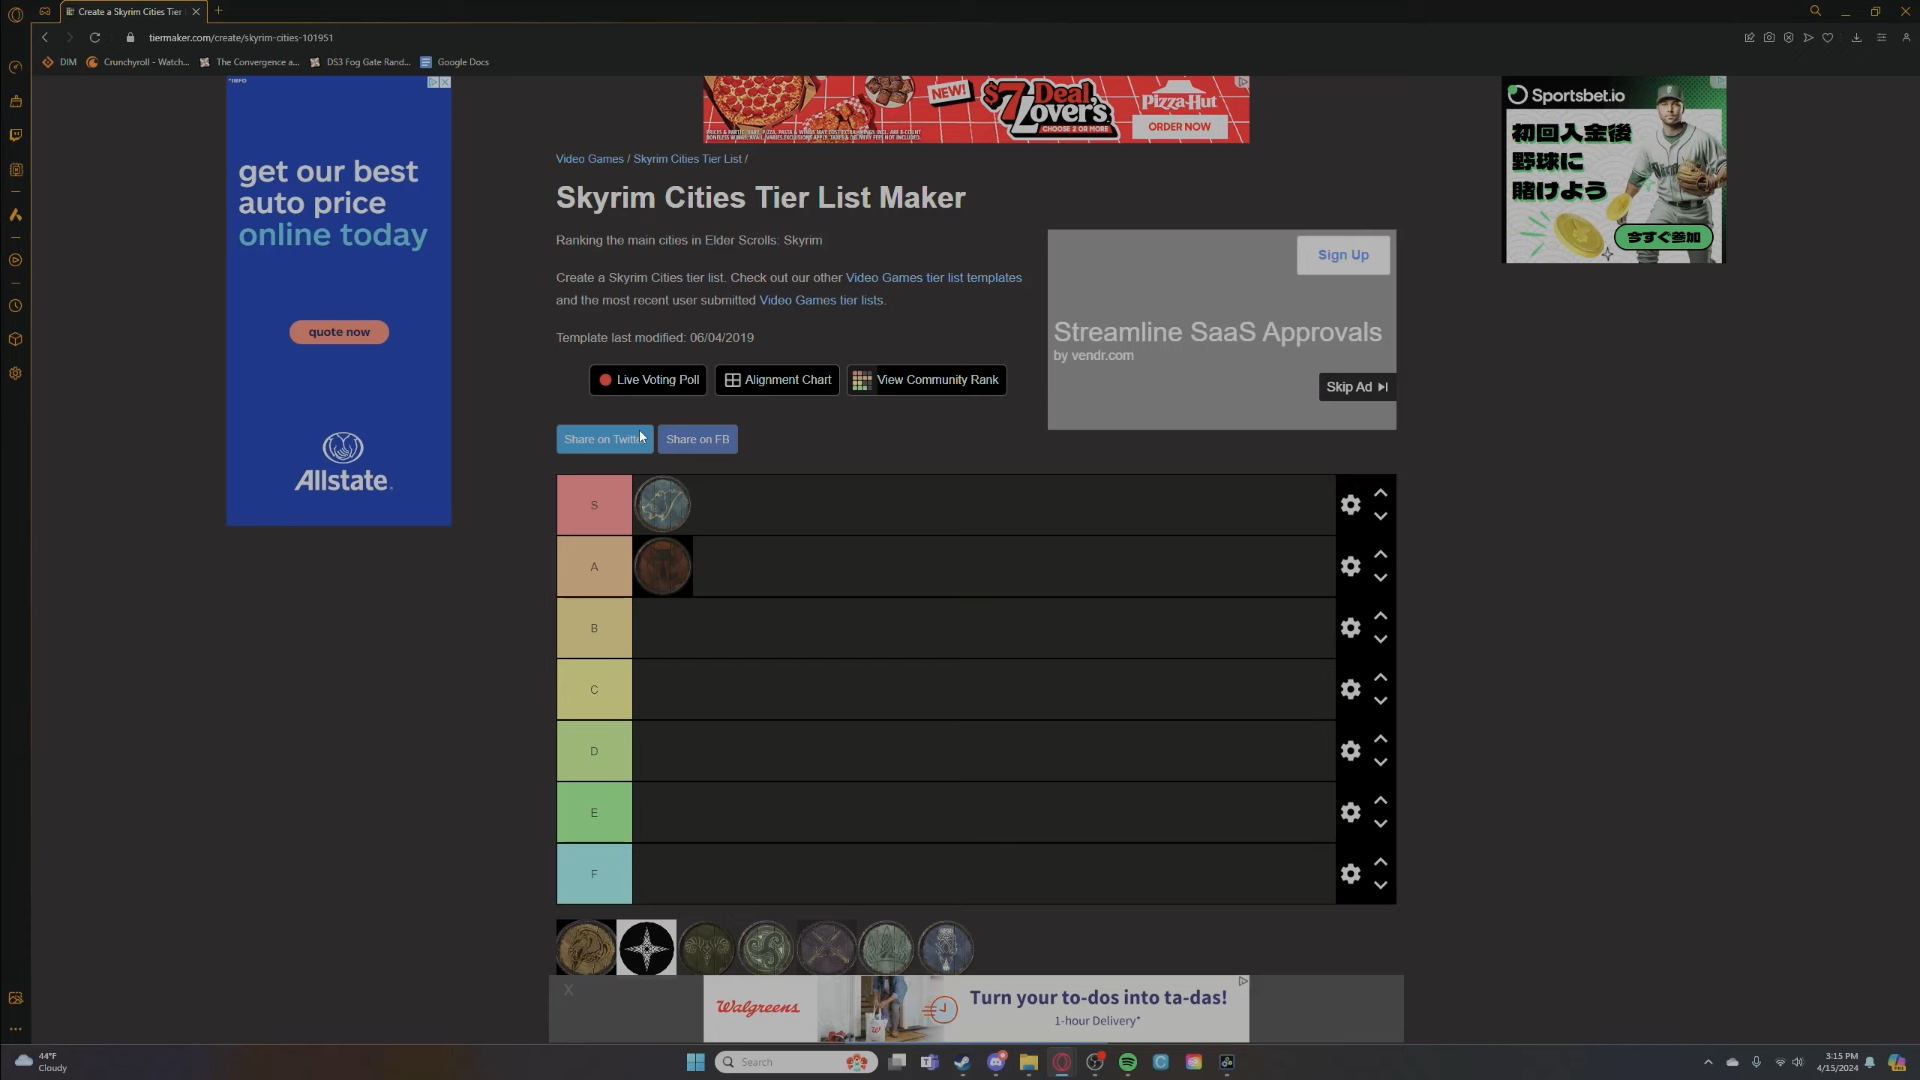 Create a Skyrim Cities Tier
tiermaker.com/create/skyrim-cities-101951
DIM
Crunchyroll - Watch...
The Convergence a...
DS3 Fog Gate Rand...
Google Docs
get our best
auto price
online today
quote now
Allstate
NEW!
$7 Deal
Lover's
CHOOSE 2 OR MORE
Pizza Hut
ORDER NOW
Sportsbet.io
初回入金後
野球に
賭けよう
今すぐ参加
Video Games / Skyrim Cities Tier List /
Skyrim Cities Tier List Maker
Ranking the main cities in Elder Scrolls: Skyrim
Create a Skyrim Cities tier list. Check out our other Video Games tier list templates
and the most recent user submitted Video Games tier lists.
Template last modified: 06/04/2019
Live Voting Poll
Alignment Chart
View Community Rank
Sign Up
Streamline SaaS Approvals
by vendr.com
Skip Ad
Share on Twitte
Share on FB
S
A
B
C
D
E
F
X
Walgreens
Turn your to-dos into ta-das!
1-hour Delivery*
44°F
Cloudy
Search
3:15 PM
4/15/2024